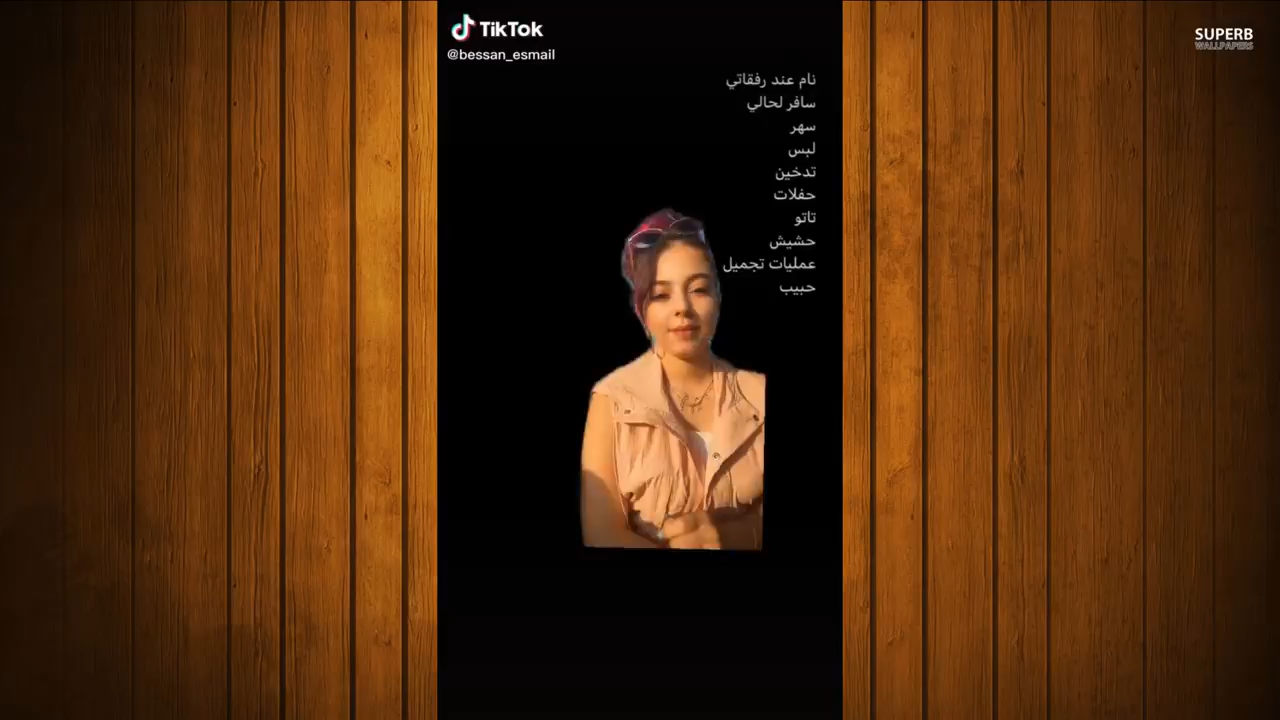 TikTok
@bessan_esmail
SUPERB
WALLPAPERS
نام عند رفقاتي
سافر لحالي
سهر
لبس
تدخين
حفلات
تاتو
حشيش
عمليات تجميل
حبيب